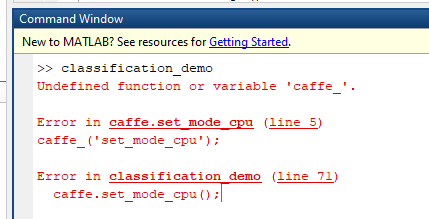 Command Window
New to MATLAB? See resources for Getting Started.
>> classification_demo
Undefined function or variable 'caffe_'.
Error in caffe.set_mode_cpu (line 5)
caffe_('set_mode_cpu');
Error in classification_demo (line 71)
caffe.set_mode_cpu();